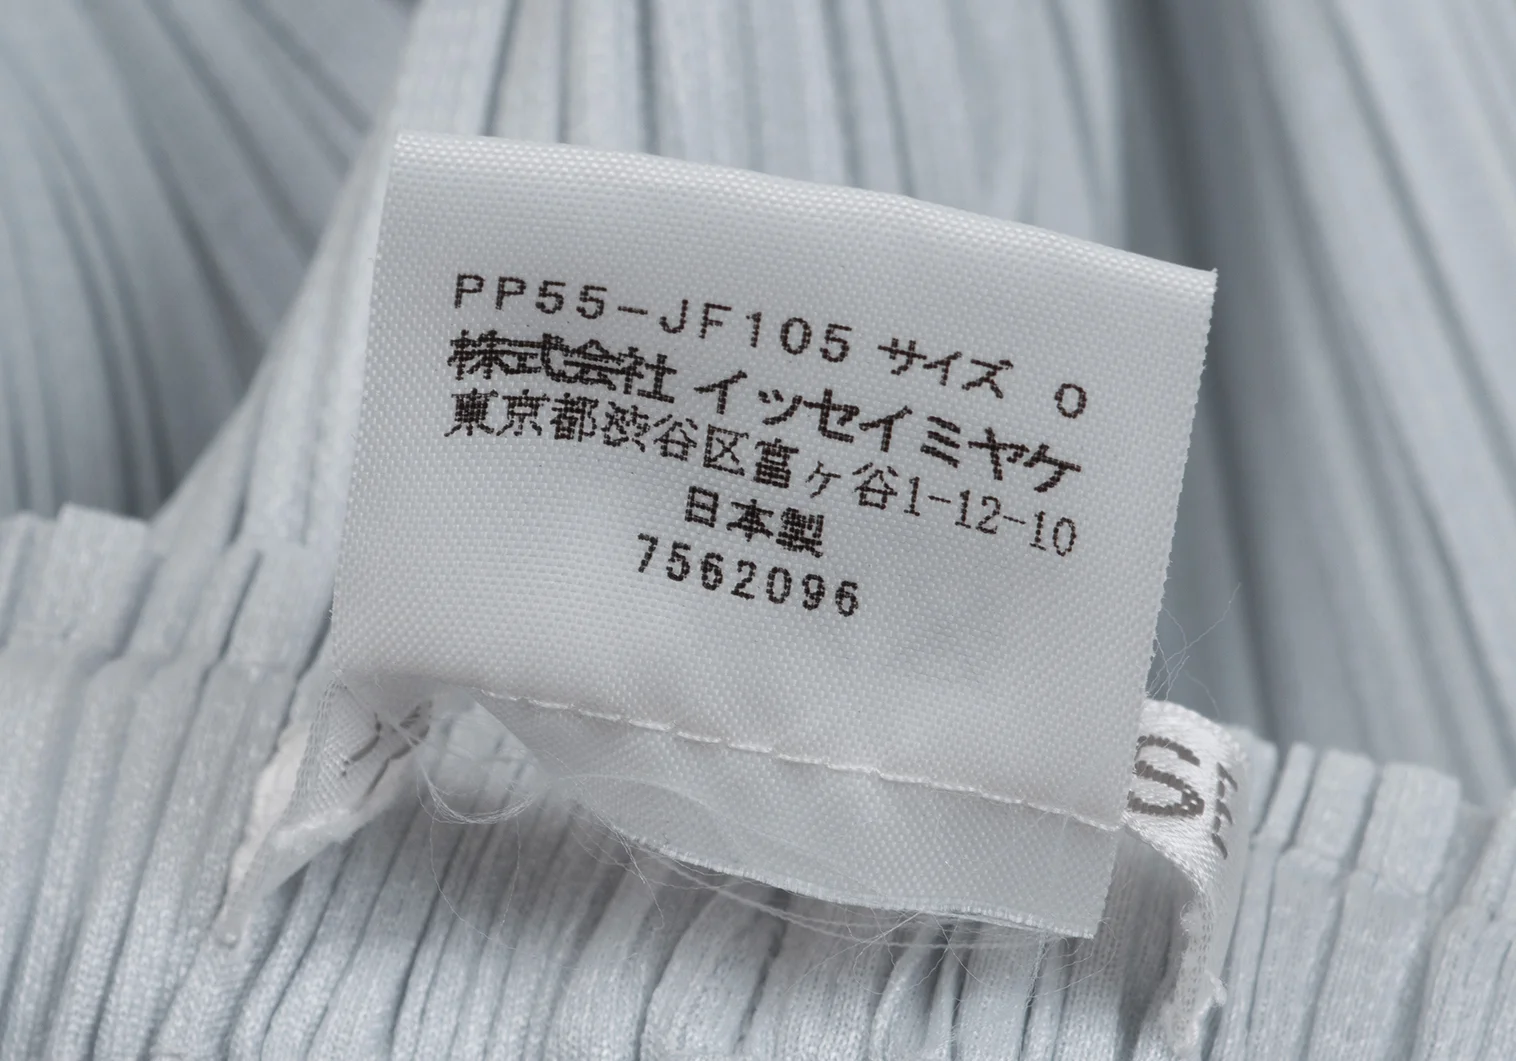 PP55-JF105 サイズ 0
株式会社 イッセイミヤケ
東京都渋谷区富ヶ谷1-12-10
日本製
7562096
S